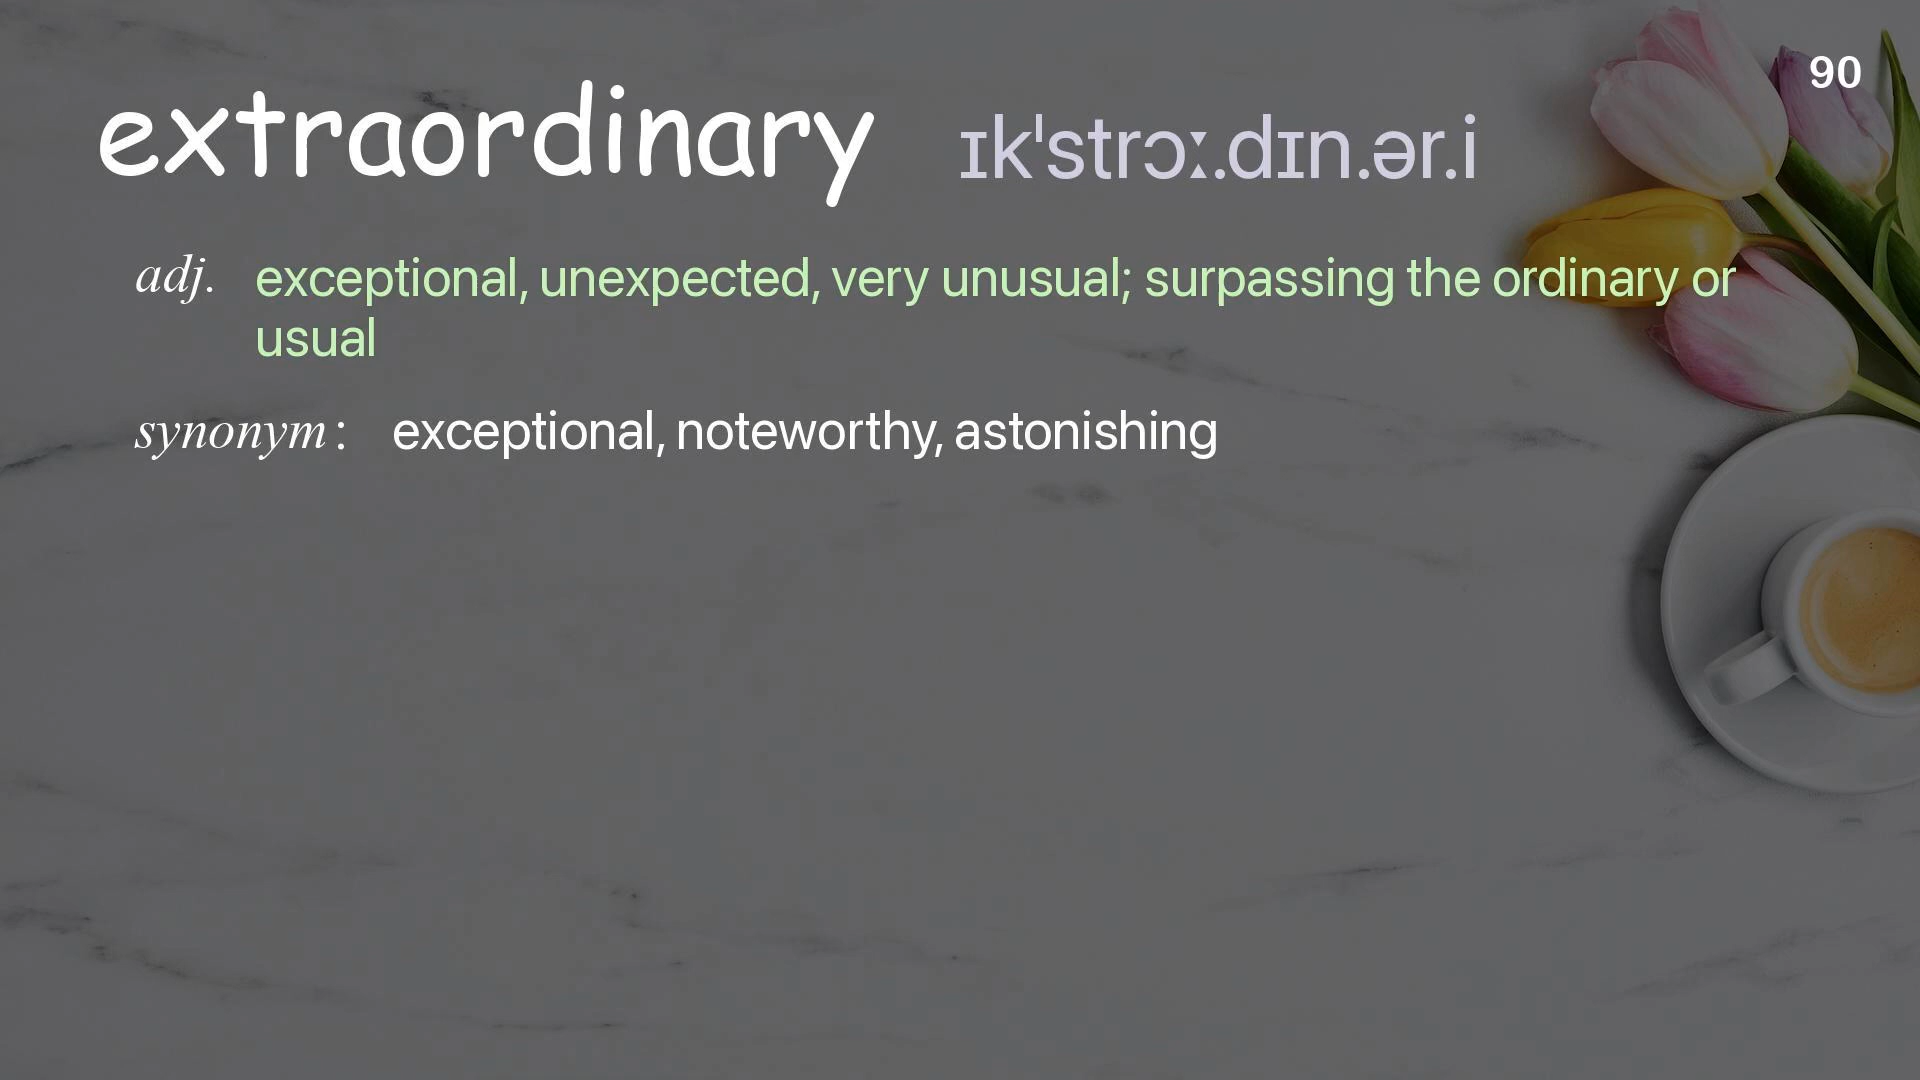 90
extraordinary ɪkˈstrɔː.dɪn.ər.i
adj. exceptional, unexpected, very unusual; surpassing the ordinary or
usual
synonym : exceptional, noteworthy, astonishing